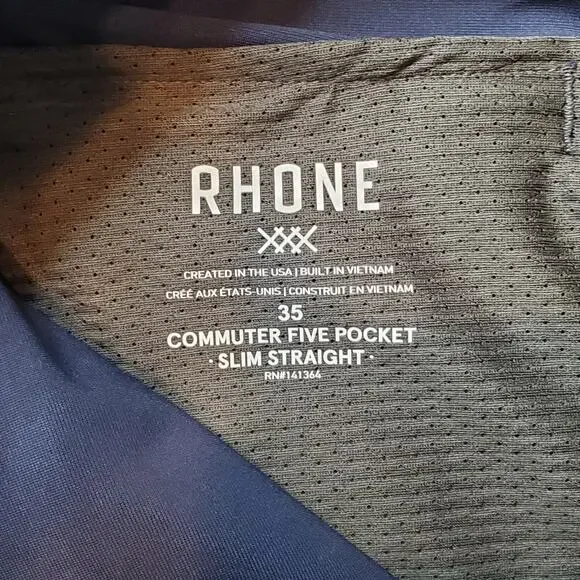 RHONE
CREATED IN THE USA | BUILT IN VIETNAM
CRÉÉ AUX ÉTATS-UNIS | CONSTRUIT EN VIETNAM
35
COMMUTER FIVE POCKET
· SLIM STRAIGHT ·
RN#141364